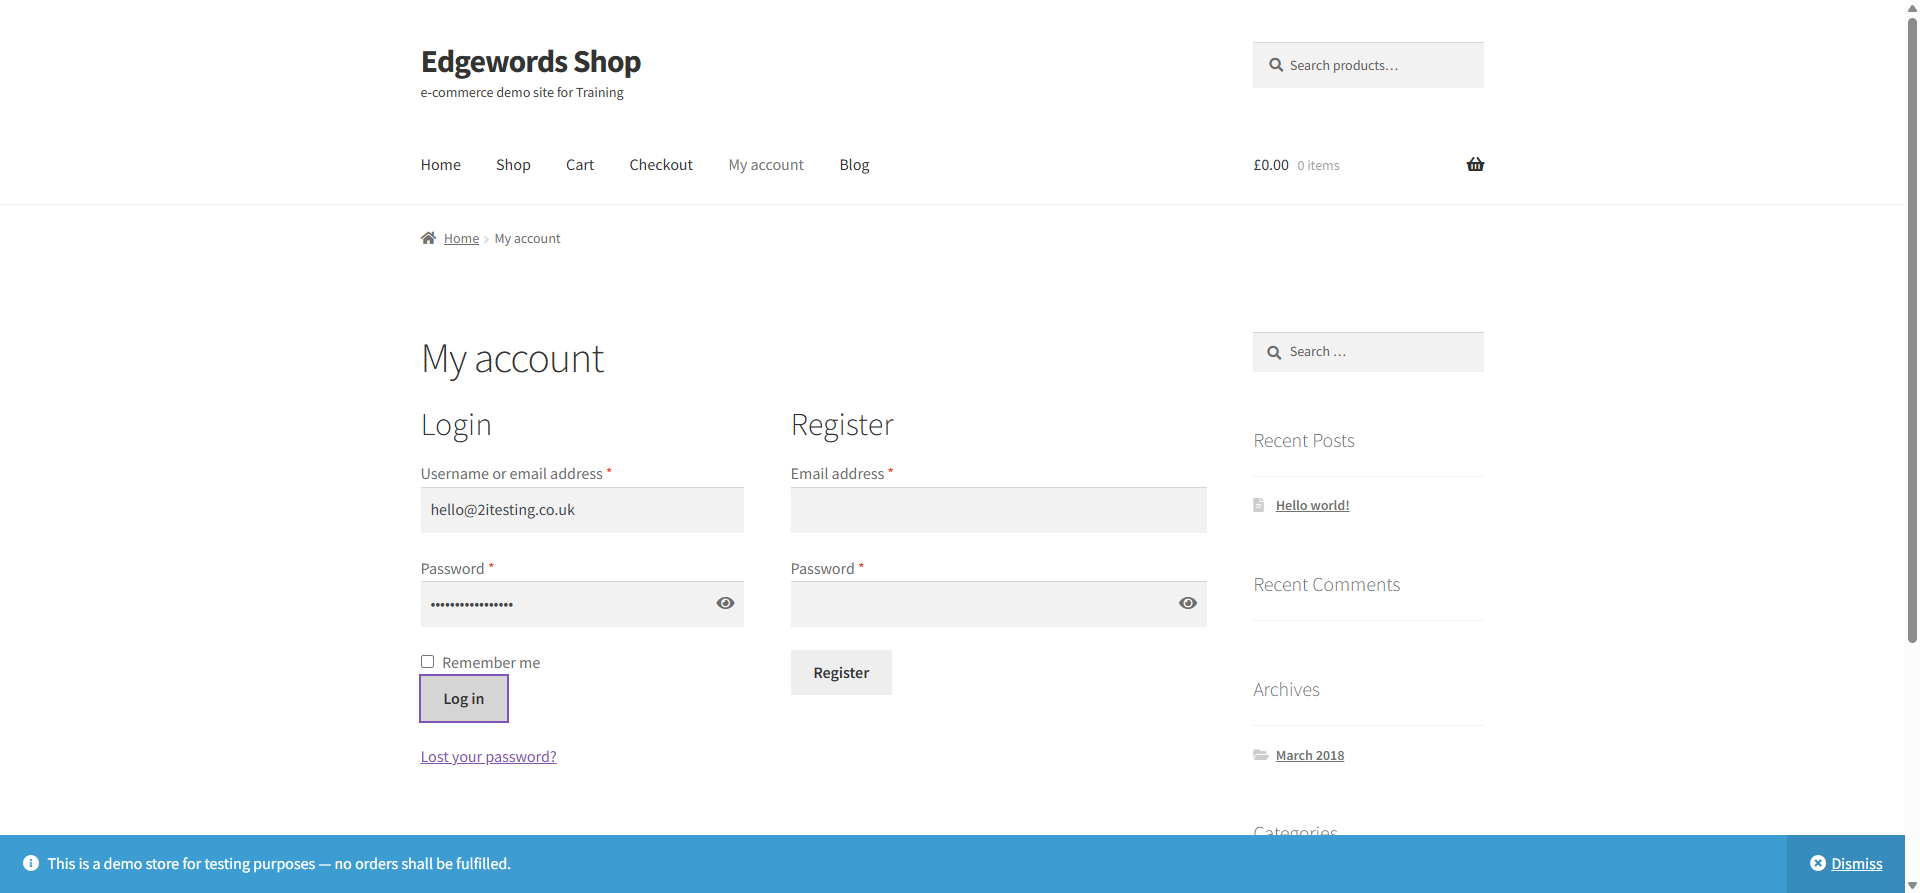 Edgewords Shop
e-commerce demo site for Training
Search products…
Home Shop Cart Checkout My account Blog
£0.00 0 items
Home › My account
My account
Login
Username or email address *
hello@2itesting.co.uk
Password *
•••••••••••••••••
Remember me
Log in
Lost your password?
Register
Email address *
Password *
Register
Search …
Recent Posts
Hello world!
Recent Comments
Archives
March 2018
Categories
This is a demo store for testing purposes — no orders shall be fulfilled.
Dismiss